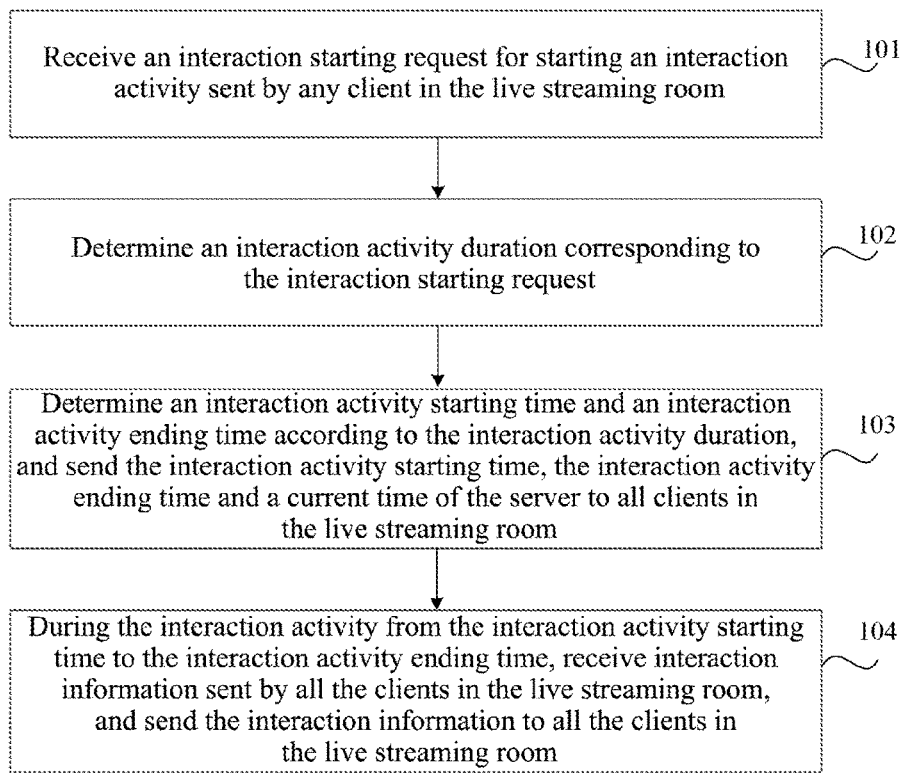 Receive an interaction starting request for starting an interaction
activity sent by any client in the live streaming room
101
Determine an interaction activity duration corresponding to
the interaction starting request
102
Determine an interaction activity starting time and an interaction
activity ending time according to the interaction activity duration,
and send the interaction activity starting time, the interaction activity
ending time and a current time of the server to all clients in
the live streaming room
103
During the interaction activity from the interaction activity starting
time to the interaction activity ending time, receive interaction
information sent by all the clients in the live streaming room,
and send the interaction information to all the clients in
the live streaming room
104